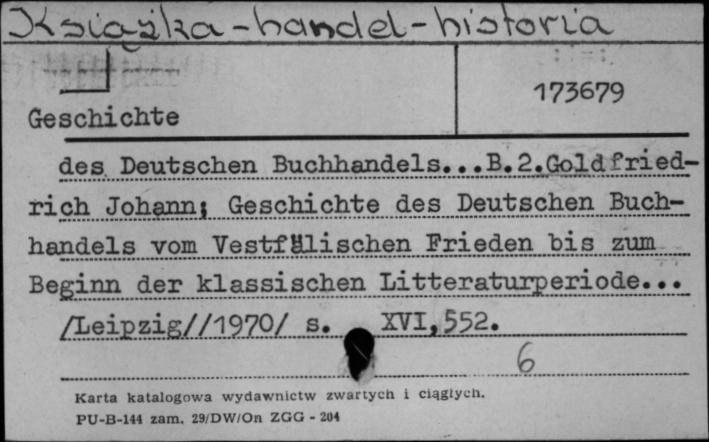 Książka-handel-historia
173679
Geschichte
des Deutschen Buchhandels...B.2.Goldfried-
rich Johann; Geschichte des Deutschen Buch-
handels vom Vestfälischen Frieden bis zum
Beginn der klassischen Litteraturperiode...
/Leipzig//1970/ s. XVI,552.
6
Karta katalogowa wydawnictw zwartych i ciągłych.
PU-B-144 zam. 29/DW/On ZGG - 204